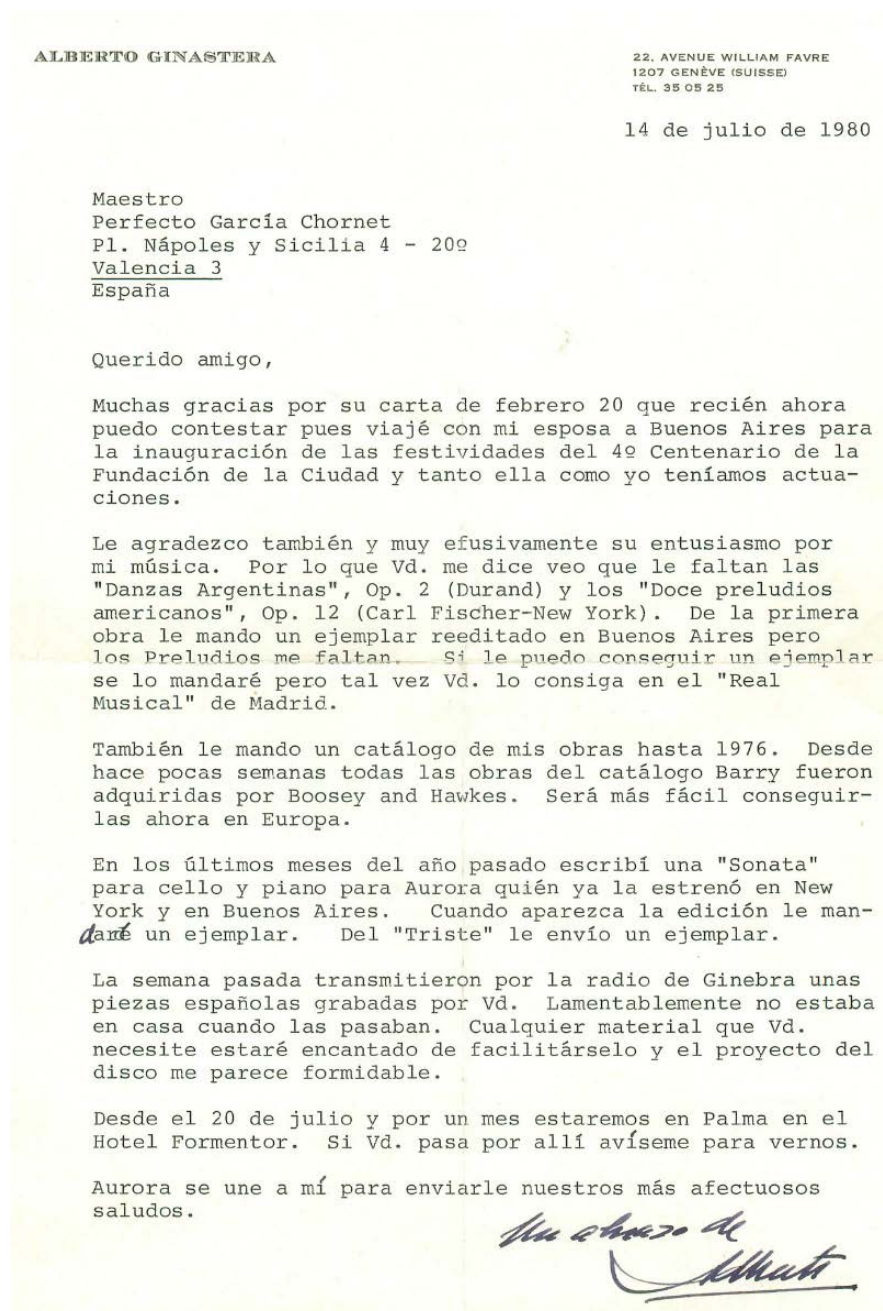 ALBERTO GINASTERA
22, AVENUE WILLIAM FAVRE
1207 GENÈVE (SUISSE)
TÉL. 35 05 25
14 de julio de 1980
Maestro
Perfecto García Chornet
Pl. Nápoles y Sicilia 4 - 20º
Valencia 3
España
Querido amigo,
Muchas gracias por su carta de febrero 20 que recién ahora
puedo contestar pues viajé con mi esposa a Buenos Aires para
la inauguración de las festividades del 4º Centenario de la
Fundación de la Ciudad y tanto ella como yo teníamos actua-
ciones.
Le agradezco también y muy efusivamente su entusiasmo por
mi música. Por lo que Vd. me dice veo que le faltan las
"Danzas Argentinas", Op. 2 (Durand) y los "Doce preludios
americanos", Op. 12 (Carl Fischer-New York). De la primera
obra le mando un ejemplar reeditado en Buenos Aires pero
los Preludios me faltan. Si le puedo conseguir un ejemplar
se lo mandaré pero tal vez Vd. lo consiga en el "Real
Musical" de Madrid.
También le mando un catálogo de mis obras hasta 1976. Desde
hace pocas semanas todas las obras del catálogo Barry fueron
adquiridas por Boosey and Hawkes. Será más fácil conseguir-
las ahora en Europa.
En los últimos meses del año pasado escribí una "Sonata"
para cello y piano para Aurora quién ya la estrenó en New
York y en Buenos Aires. Cuando aparezca la edición le man-
daré un ejemplar. Del "Triste" le envío un ejemplar.
La semana pasada transmitieron por la radio de Ginebra unas
piezas españolas grabadas por Vd. Lamentablemente no estaba
en casa cuando las pasaban. Cualquier material que Vd.
necesite estaré encantado de facilitárselo y el proyecto del
disco me parece formidable.
Desde el 20 de julio y por un mes estaremos en Palma en el
Hotel Formentor. Si Vd. pasa por allí avíseme para vernos.
Aurora se une a mí para enviarle nuestros más afectuosos
saludos.
Un abrazo de
Alberto